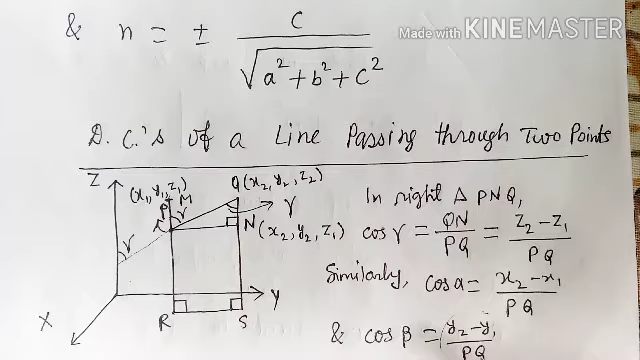 & n = ± c / √(a² + b² + c²)
Made with KINEMASTER
D.C.'s of a Line Passing through Two Points
Z
(x₁, y₁, z₁) M
P
Q(x₂, y₂, z₂)
γ
γ
N(x₂, y₂, z₁)
γ
X
Y
R
S
In right Δ PNQ,
cos γ = QN / PQ = z₂ - z₁ / PQ
Similarly, cos α = x₂ - x₁ / PQ
& cos β = y₂ - y₁ / PQ